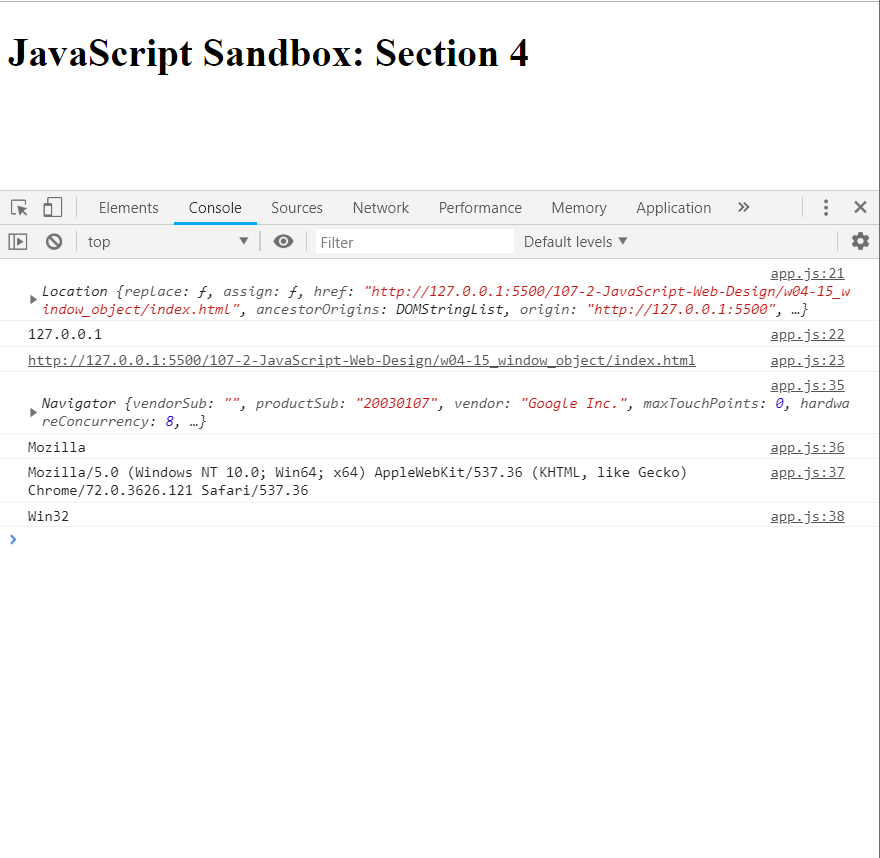 JavaScript Sandbox: Section 4
Elements Console Sources Network Performance Memory Application »
top Filter Default levels
app.js:21
Location {replace: ƒ, assign: ƒ, href: "http://127.0.0.1:5500/107-2-JavaScript-Web-Design/w04-15_w
indow_object/index.html", ancestorOrigins: DOMStringList, origin: "http://127.0.0.1:5500", …}
127.0.0.1 app.js:22
http://127.0.0.1:5500/107-2-JavaScript-Web-Design/w04-15_window_object/index.html app.js:23
app.js:35
Navigator {vendorSub: "", productSub: "20030107", vendor: "Google Inc.", maxTouchPoints: 0, hardwa
reConcurrency: 8, …}
Mozilla app.js:36
Mozilla/5.0 (Windows NT 10.0; Win64; x64) AppleWebKit/537.36 (KHTML, like Gecko) app.js:37
Chrome/72.0.3626.121 Safari/537.36
Win32 app.js:38